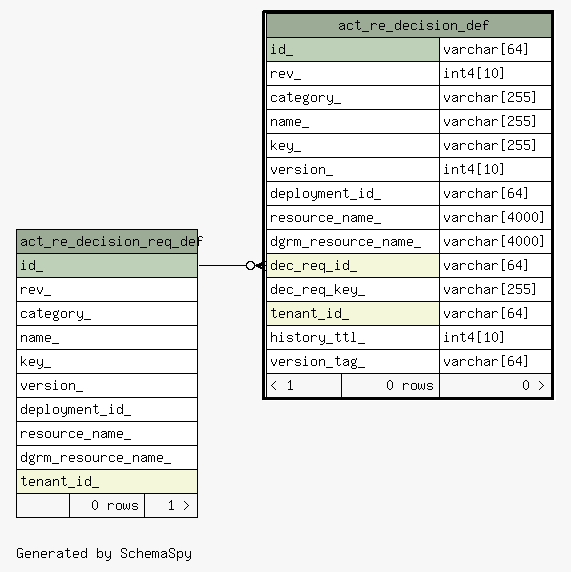 act_re_decision_def
id_ varchar[64]
rev_ int4[10]
category_ varchar[255]
name_ varchar[255]
key_ varchar[255]
version_ int4[10]
deployment_id_ varchar[64]
resource_name_ varchar[4000]
dgrm_resource_name_ varchar[4000]
dec_req_id_ varchar[64]
dec_req_key_ varchar[255]
tenant_id_ varchar[64]
history_ttl_ int4[10]
version_tag_ varchar[64]
< 1 0 rows 0 >
act_re_decision_req_def
id_
rev_
category_
name_
key_
version_
deployment_id_
resource_name_
dgrm_resource_name_
tenant_id_
0 rows 1 >
Generated by SchemaSpy